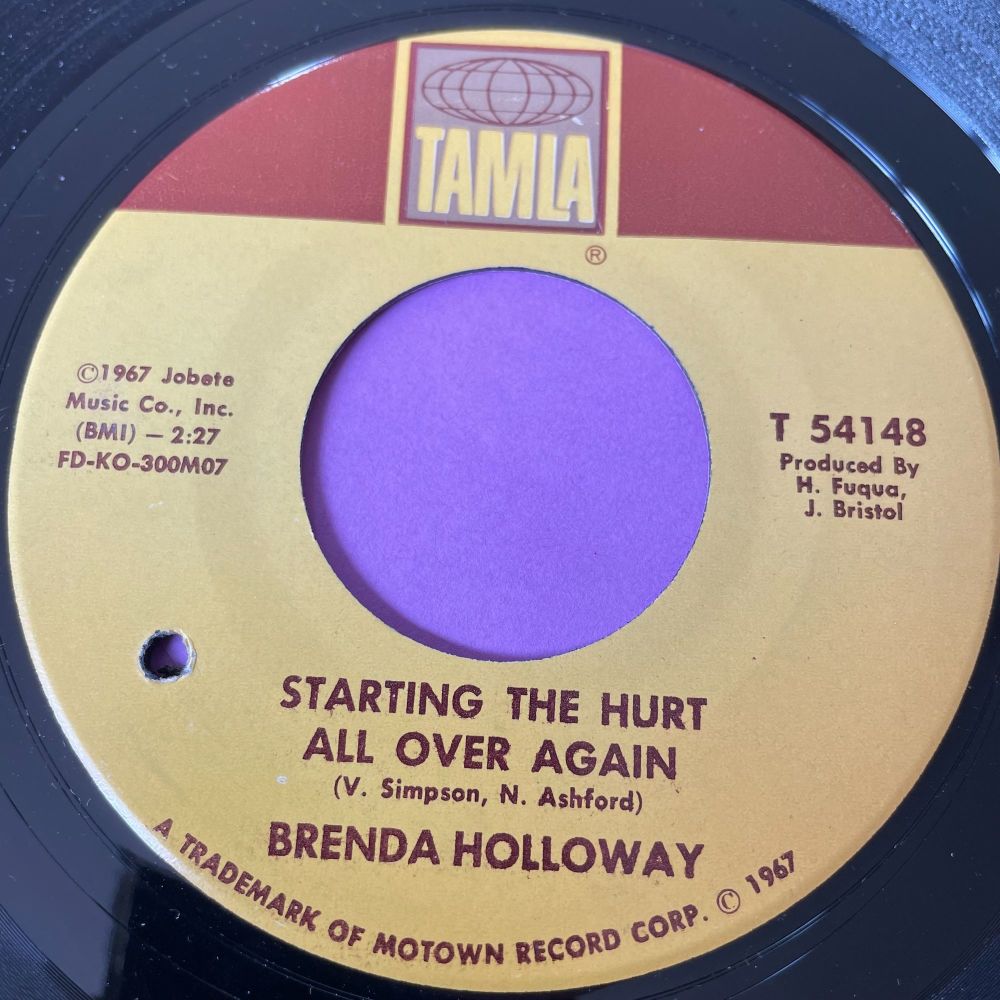 TAMLA
®
©1967 Jobete
Music Co., Inc.
(BMI) – 2:27
FD-KO-300M07
T 54148
Produced By
H. Fuqua,
J. Bristol
STARTING THE HURT
ALL OVER AGAIN
(V. Simpson, N. Ashford)
BRENDA HOLLOWAY
A TRADEMARK OF MOTOWN RECORD CORP. © 1967